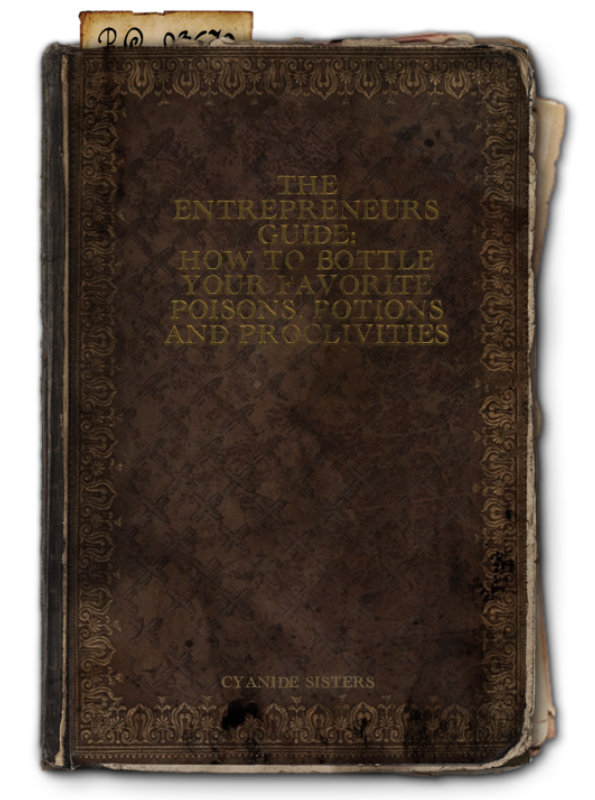 THE
ENTREPRENEURS
GUIDE:
HOW TO BOTTLE
YOUR FAVORITE
POISONS, POTIONS
AND PROCLIVITIES
CYANIDE SISTERS